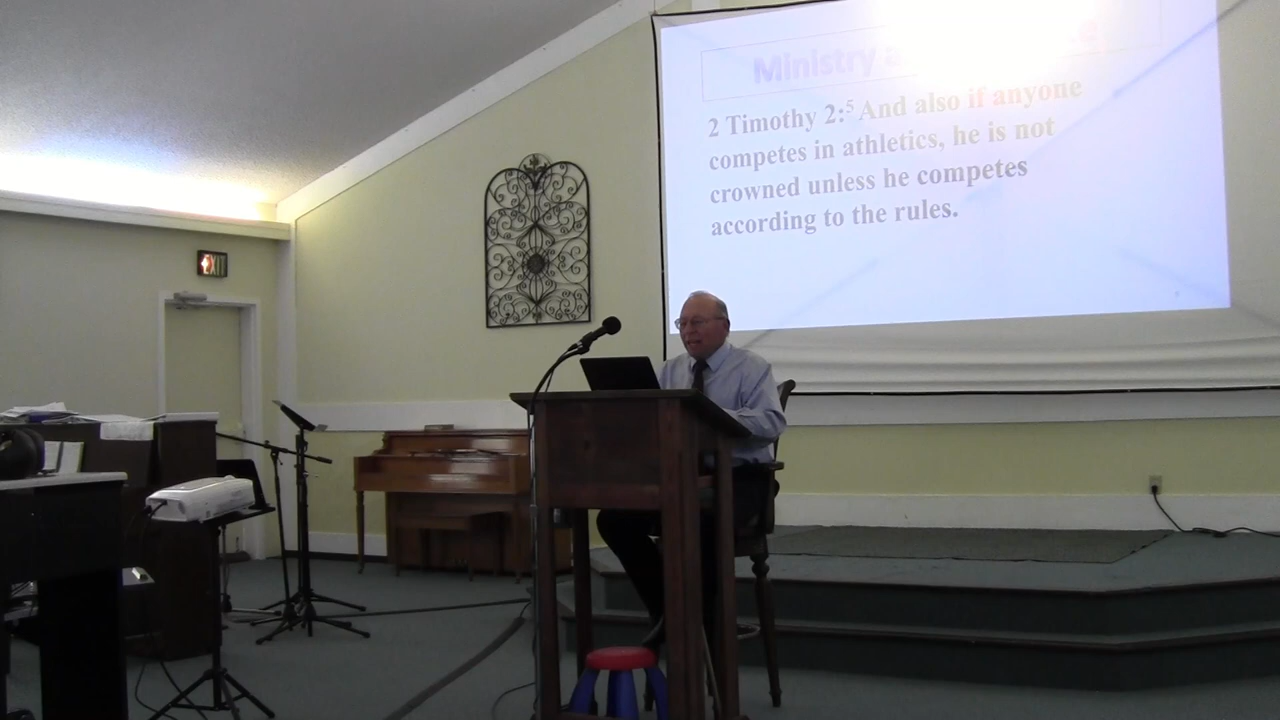 Ministry
2 Timothy 2:⁵ And also if anyone
competes in athletics, he is not
crowned unless he competes
according to the rules.
EXIT